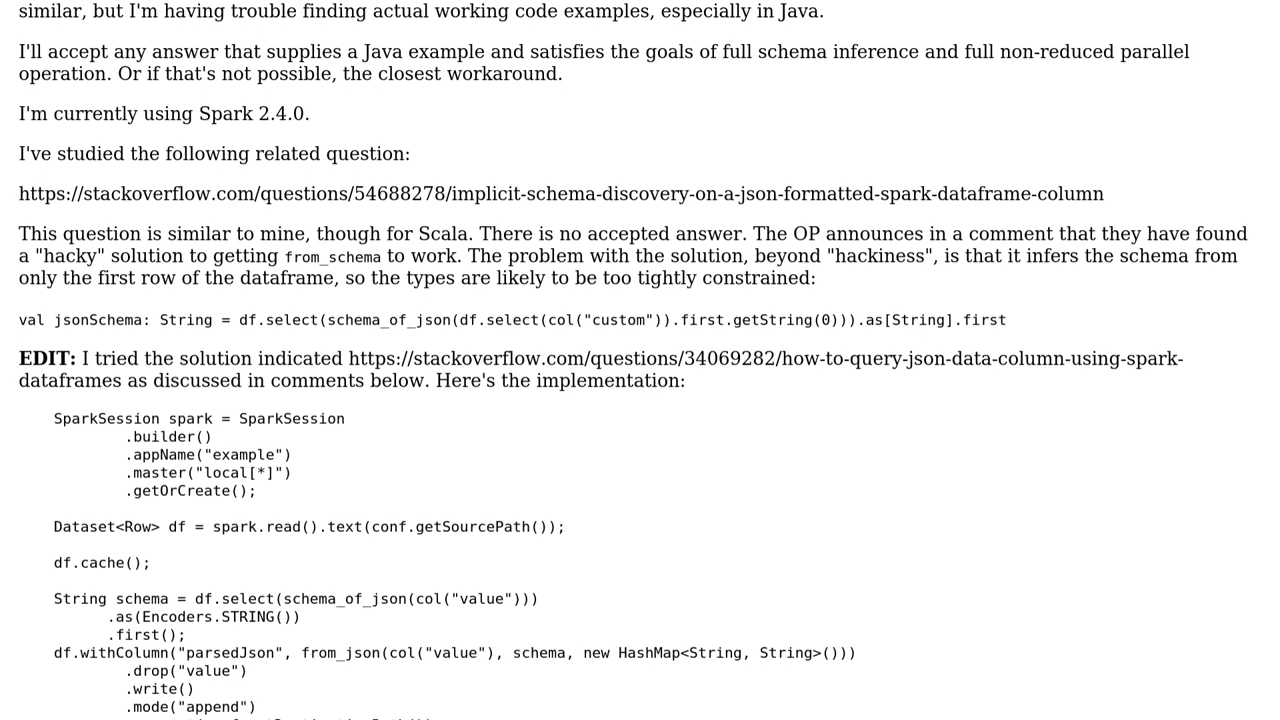 similar, but I'm having trouble finding actual working code examples, especially in Java.
I'll accept any answer that supplies a Java example and satisfies the goals of full schema inference and full non-reduced parallel
operation. Or if that's not possible, the closest workaround.
I'm currently using Spark 2.4.0.
I've studied the following related question:
https://stackoverflow.com/questions/54688278/implicit-schema-discovery-on-a-json-formatted-spark-dataframe-column
This question is similar to mine, though for Scala. There is no accepted answer. The OP announces in a comment that they have found
a "hacky" solution to getting from_schema to work. The problem with the solution, beyond "hackiness", is that it infers the schema from
only the first row of the dataframe, so the types are likely to be too tightly constrained:
val jsonSchema: String = df.select(schema_of_json(df.select(col("custom")).first.getString(0))).as[String].first
EDIT: I tried the solution indicated https://stackoverflow.com/questions/34069282/how-to-query-json-data-column-using-spark-
dataframes as discussed in comments below. Here's the implementation:
SparkSession spark = SparkSession
.builder()
.appName("example")
.master("local[*]")
.getOrCreate();
Dataset<Row> df = spark.read().text(conf.getSourcePath());
df.cache();
String schema = df.select(schema_of_json(col("value")))
.as(Encoders.STRING())
.first();
df.withColumn("parsedJson", from_json(col("value"), schema, new HashMap<String, String>()))
.drop("value")
.write()
.mode("append")